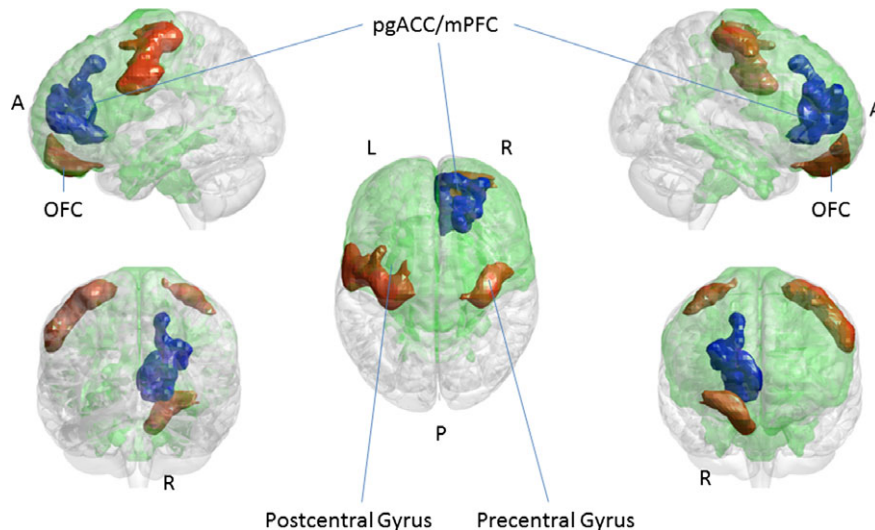 pgACC/mPFC
A
A
L
R
OFC
OFC
R
P
R
Postcentral Gyrus
Precentral Gyrus